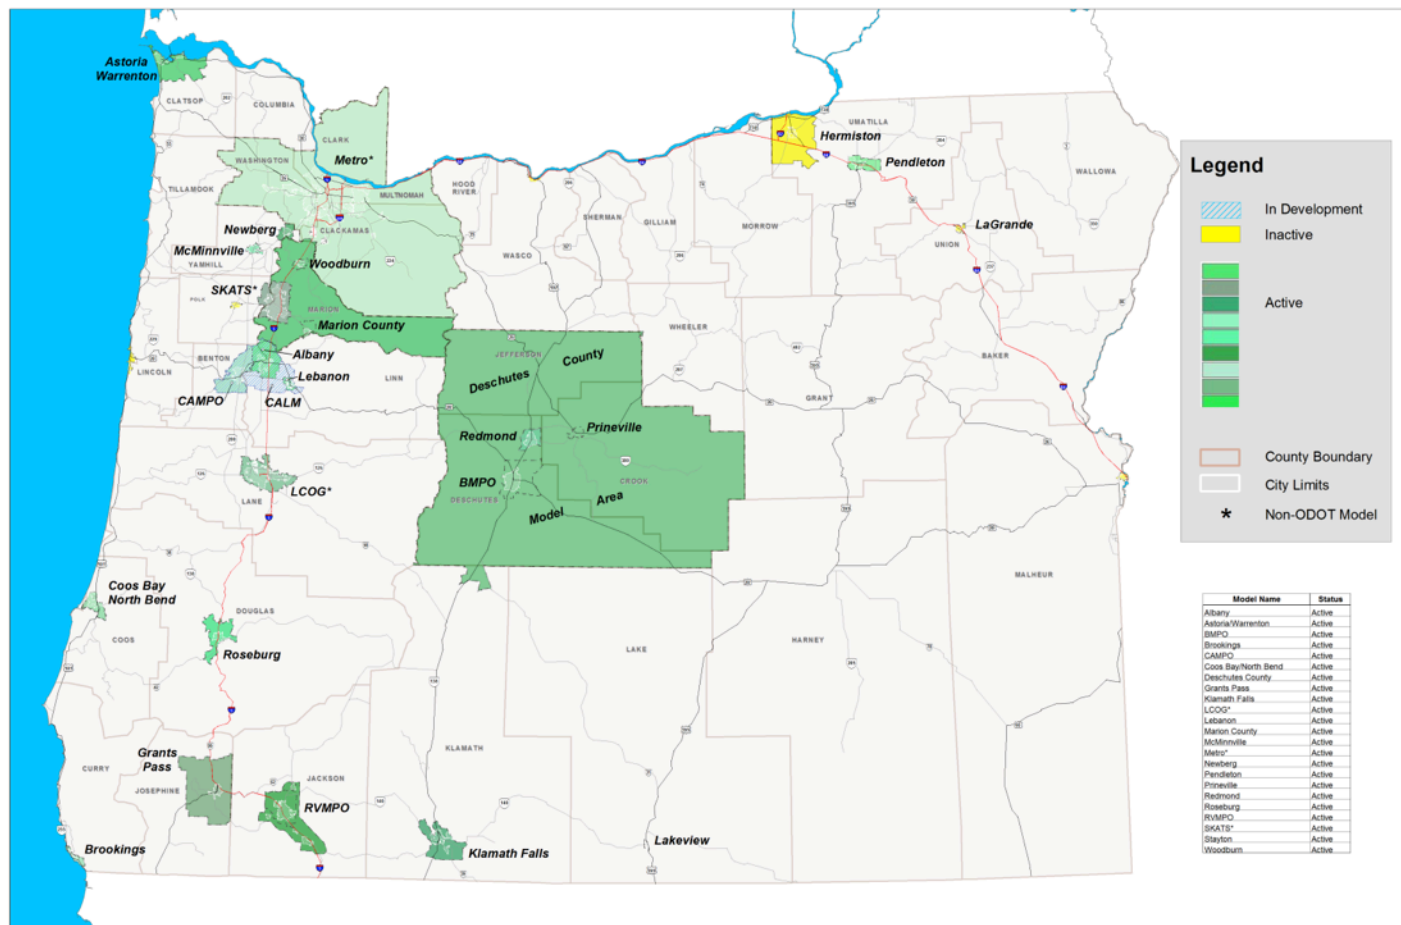 Astoria
Warrenton
CLATSOP
COLUMBIA
CLARK
Metro*
WASHINGTON
TILLAMOOK
MULTNOMAH
HOOD
RIVER
Newberg
CLACKAMAS
McMinnville
YAMHILL
Woodburn
SKATS*
POLK
MARION
Marion County
Albany
BENTON
LINCOLN
Lebanon
LINN
CAMPO
CALM
SHERMAN
GILLIAM
WASCO
MORROW
UMATILLA
Hermiston
Pendleton
WALLOWA
LaGrande
UNION
WHEELER
BAKER
GRANT
JEFFERSON
Deschutes County
Redmond
Prineville
BMPO
CROOK
DESCHUTES
Model Area
LCOG*
LANE
Coos Bay
North Bend
COOS
DOUGLAS
Roseburg
LAKE
HARNEY
MALHEUR
KLAMATH
Grants
Pass
CURRY
JOSEPHINE
JACKSON
RVMPO
Brookings
Klamath Falls
Lakeview
Legend
In Development
Inactive
Active
County Boundary
City Limits
* Non-ODOT Model
Model Name Status
Albany Active
Astoria/Warrenton Active
BMPO Active
Brookings Active
CAMPO Active
Coos Bay/North Bend Active
Deschutes County Active
Grants Pass Active
Klamath Falls Active
LCOG* Active
Lebanon Active
Marion County Active
McMinnville Active
Metro* Active
Newberg Active
Pendleton Active
Prineville Active
Redmond Active
Roseburg Active
RVMPO Active
SKATS* Active
Stayton Active
Woodburn Active